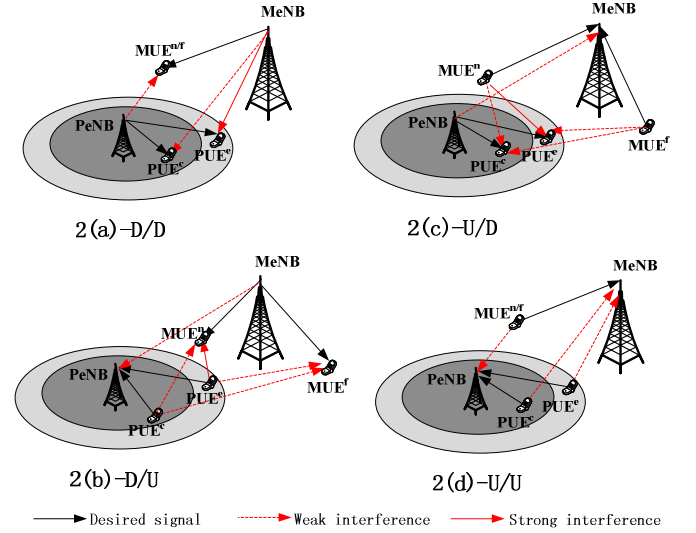 MeNB
MUE^{n/f}
PeNB
PUE^e
PUE^c
2(a)-D/D
MeNB
MUE^n
PeNB
PUE^e
PUE^c
MUE^f
2(c)-U/D
MeNB
MUE^n
PeNB
PUE^e
MUE^f
PUE^c
2(b)-D/U
MeNB
MUE^{n/f}
PeNB
PUE^e
PUE^c
2(d)-U/U
Desired signal Weak interference Strong interference